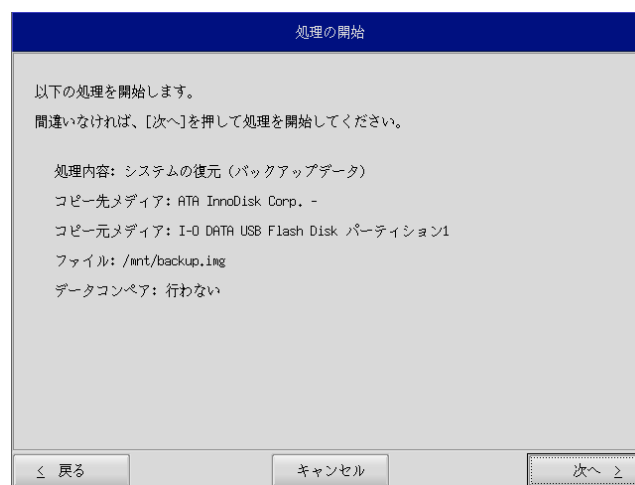 処理の開始
以下の処理を開始します。
間違いなければ、[次へ]を押して処理を開始してください。
処理内容: システムの復元 (バックアップデータ)
コピー先メディア: ATA InnoDisk Corp. -
コピー元メディア: I-O DATA USB Flash Disk パーティション1
ファイル: /mnt/backup.img
データコンペア: 行わない
< 戻る
キャンセル
次へ >